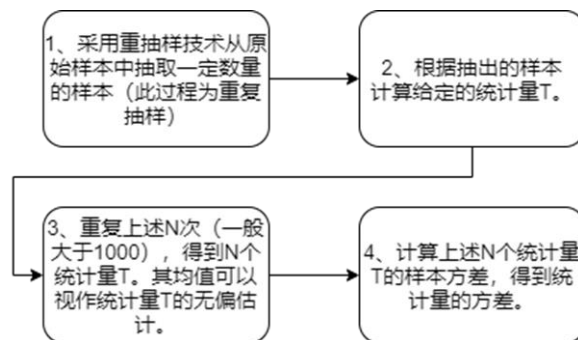 1、采用重抽样技术从原
始样本中抽取一定数量
的样本（此过程为重复
抽样）
2、根据抽出的样本
计算给定的统计量T。
3、重复上述N次（一般
大于1000），得到N个
统计量T。其均值可以
视作统计量T的无偏估
计。
4、计算上述N个统计量
T的样本方差，得到统
计量的方差。